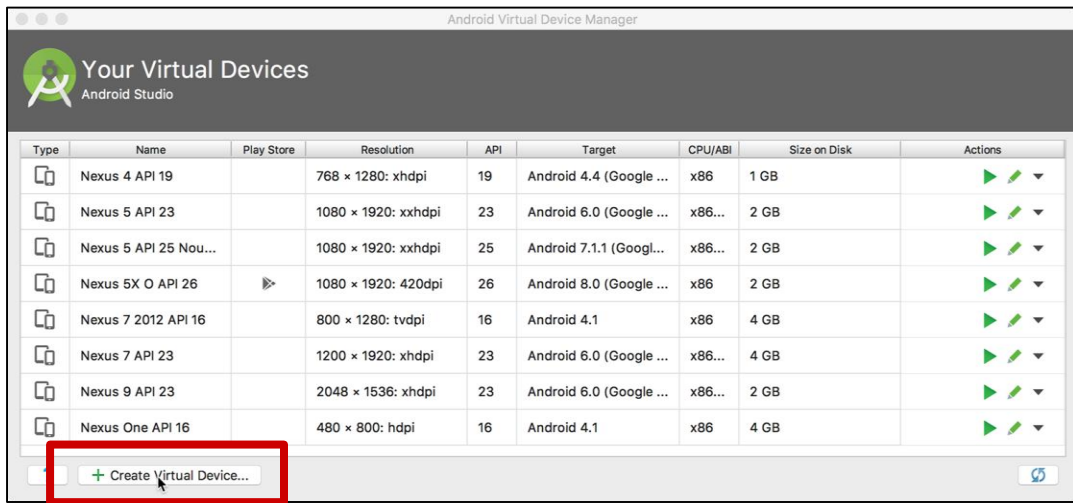 Android Virtual Device Manager
Your Virtual Devices
Android Studio
Type Name Play Store Resolution API Target CPU/ABI Size on Disk Actions
Nexus 4 API 19 768 × 1280: xhdpi 19 Android 4.4 (Google ... x86 1 GB
Nexus 5 API 23 1080 × 1920: xxhdpi 23 Android 6.0 (Google ... x86... 2 GB
Nexus 5 API 25 Nou... 1080 × 1920: xxhdpi 25 Android 7.1.1 (Googl... x86... 2 GB
Nexus 5X O API 26 1080 × 1920: 420dpi 26 Android 8.0 (Google ... x86 2 GB
Nexus 7 2012 API 16 800 × 1280: tvdpi 16 Android 4.1 x86 4 GB
Nexus 7 API 23 1200 × 1920: xhdpi 23 Android 6.0 (Google ... x86... 4 GB
Nexus 9 API 23 2048 × 1536: xhdpi 23 Android 6.0 (Google ... x86... 2 GB
Nexus One API 16 480 × 800: hdpi 16 Android 4.1 x86 4 GB
+ Create Virtual Device...